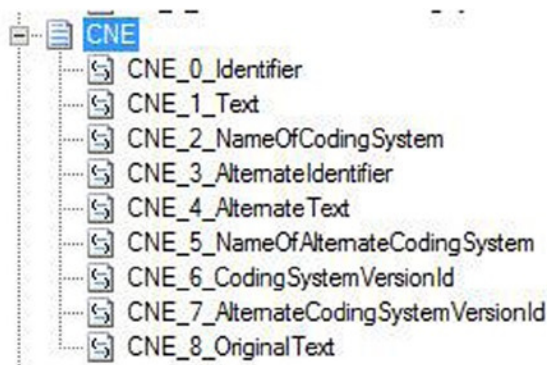 CNE
CNE_0_Identifier
CNE_1_Text
CNE_2_NameOfCodingSystem
CNE_3_AlternateIdentifier
CNE_4_AlternateText
CNE_5_NameOfAlternateCodingSystem
CNE_6_CodingSystemVersionId
CNE_7_AlternateCodingSystemVersionId
CNE_8_OriginalText